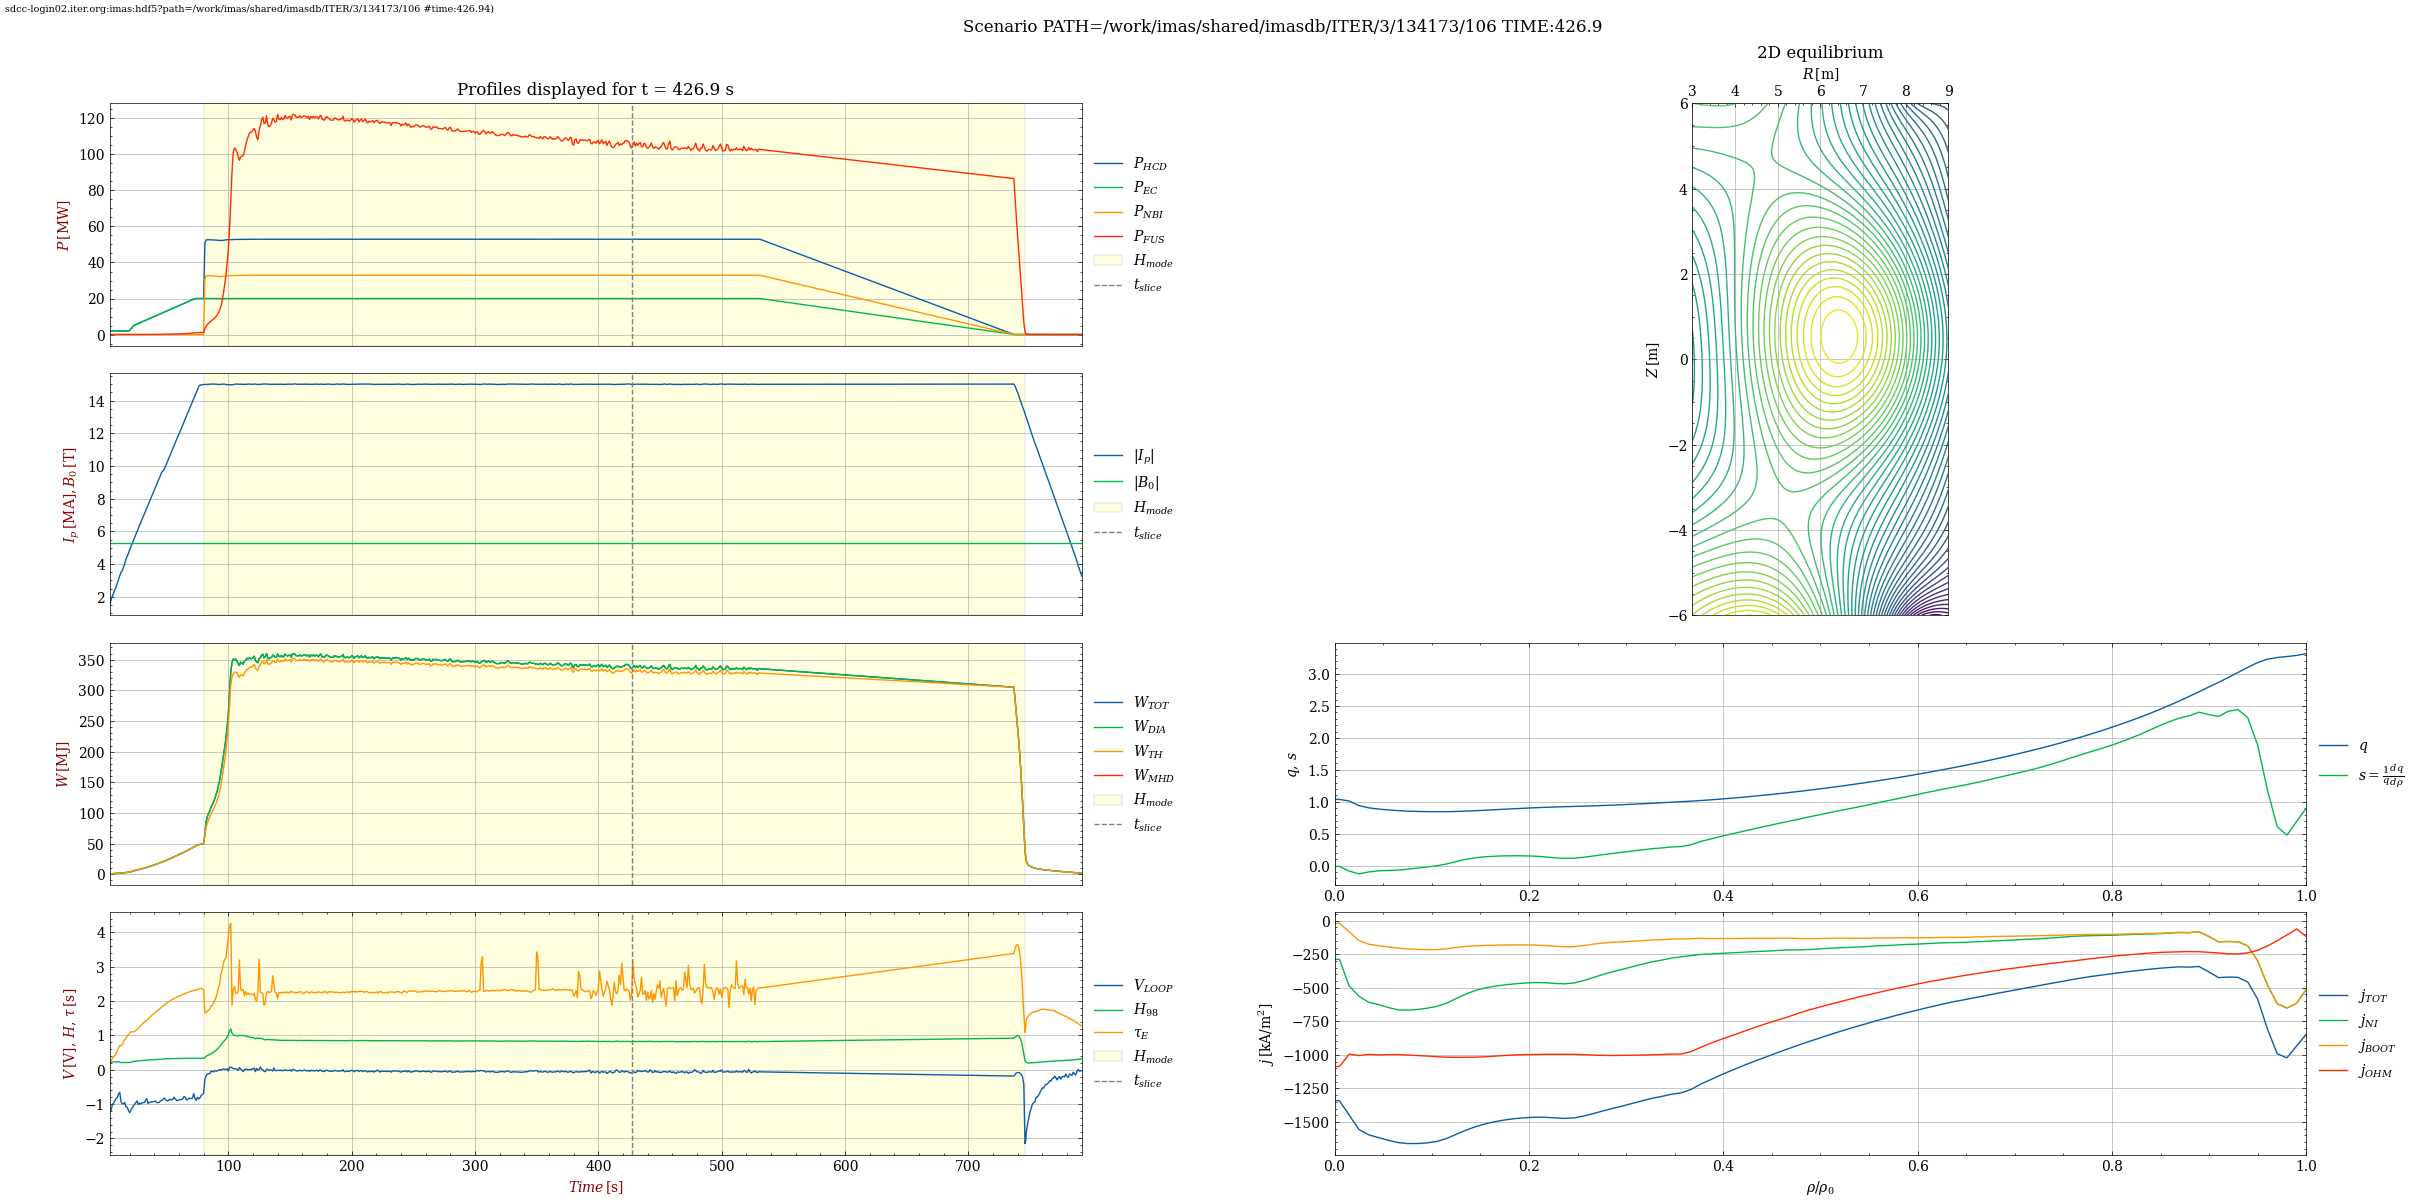 sdcc-login02.iter.org:imas:hdf5?path=/work/imas/shared/imasdb/ITER/3/134173/106 #time:426.94)
Scenario PATH=/work/imas/shared/imasdb/ITER/3/134173/106 TIME:426.9
Profiles displayed for t = 426.9 s
P [MW]
120
100
80
60
40
20
0
P_HCD
P_EC
P_NBI
P_FUS
H_mode
t_slice
I_p [MA], B_0 [T]
14
12
10
8
6
4
2
|I_p|
|B_0|
H_mode
t_slice
W [MJ]
350
300
250
200
150
100
50
0
W_TOT
W_DIA
W_TH
W_MHD
H_mode
t_slice
V [V], H, τ [s]
4
3
2
1
0
−1
−2
100 200 300 400 500 600 700
Time [s]
V_LOOP
H_98
τ_E
H_mode
t_slice
2D equilibrium
R [m]
3 4 5 6 7 8 9
Z [m]
6
4
2
0
−2
−4
−6
q, s
3.0
2.5
2.0
1.5
1.0
0.5
0.0
0.0 0.2 0.4 0.6 0.8 1.0
q
s = 1/q dq/dρ
j [kA/m²]
0
−250
−500
−750
−1000
−1250
−1500
0.0 0.2 0.4 0.6 0.8 1.0
ρ/ρ_0
j_TOT
j_NI
j_BOOT
j_OHM